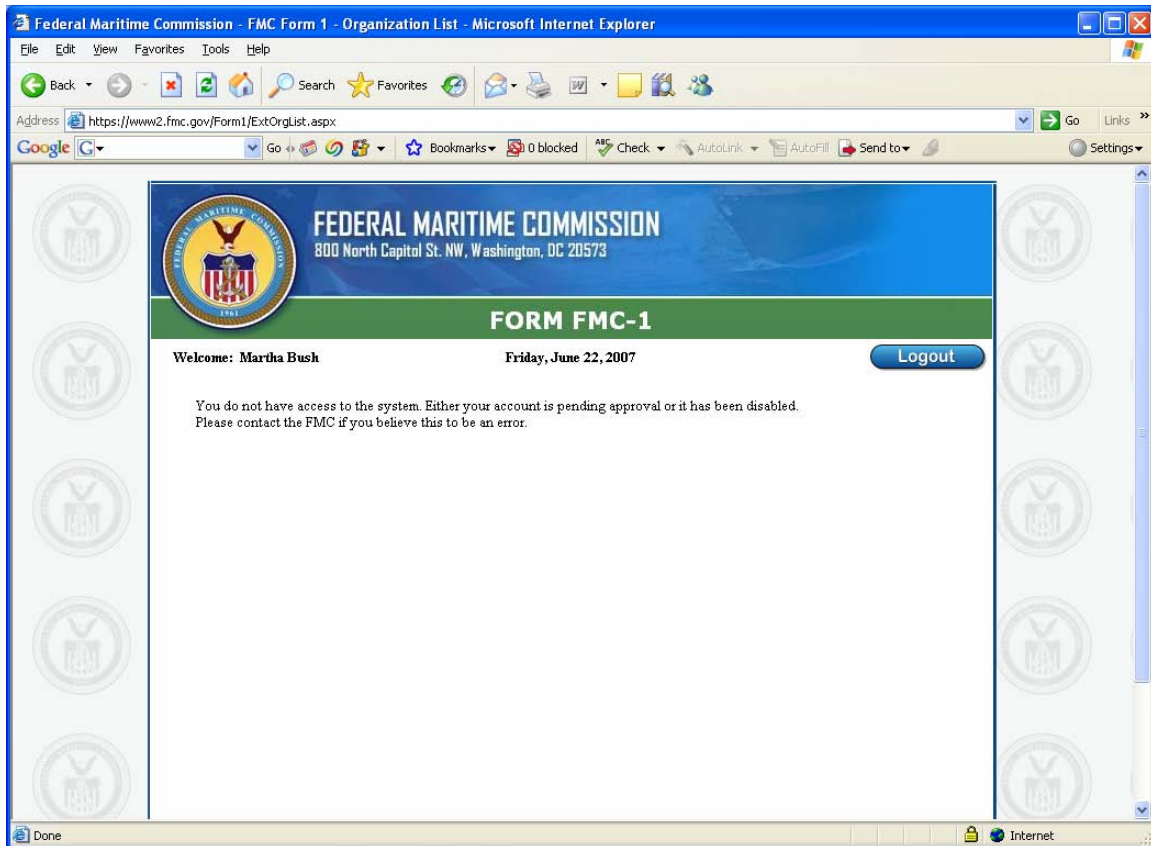 Federal Maritime Commission - FMC Form 1 - Organization List - Microsoft Internet Explorer
File Edit View Favorites Tools Help
Back Search Favorites
Address https://www2.fmc.gov/Form1/ExtOrgList.aspx Go Links »
Google G Go Bookmarks 0 blocked ABC Check AutoLink AutoFill Send to Settings
MARITIME COMMISSION
FEDERAL
1961
FEDERAL MARITIME COMMISSION
800 North Capitol St. NW, Washington, DC 20573
FORM FMC-1
Welcome: Martha Bush Friday, June 22, 2007 Logout
You do not have access to the system. Either your account is pending approval or it has been disabled.
Please contact the FMC if you believe this to be an error.
Done Internet